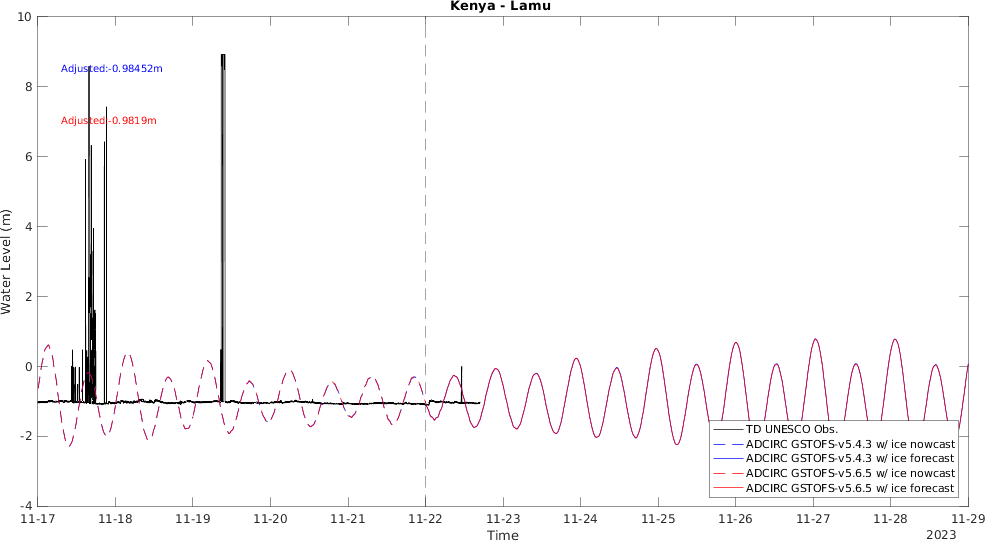 Kenya - Lamu
10
8
6
4
2
0
-2
-4
Water Level (m)
Adjusted:-0.98452m
Adjusted:-0.9819m
TD UNESCO Obs.
ADCIRC GSTOFS-v5.4.3 w/ ice nowcast
ADCIRC GSTOFS-v5.4.3 w/ ice forecast
ADCIRC GSTOFS-v5.6.5 w/ ice nowcast
ADCIRC GSTOFS-v5.6.5 w/ ice forecast
11-17 11-18 11-19 11-20 11-21 11-22 11-23 11-24 11-25 11-26 11-27 11-28 11-29
Time
2023